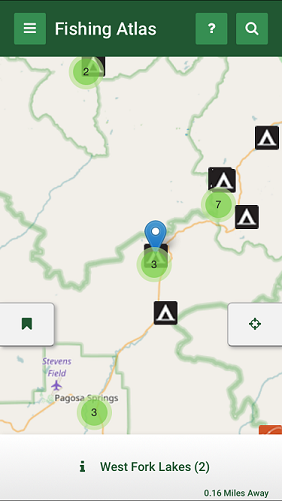 Fishing Atlas
?
2
7
3
Stevens
Field
Pagosa Springs
3
West Fork Lakes (2)
0.16 Miles Away